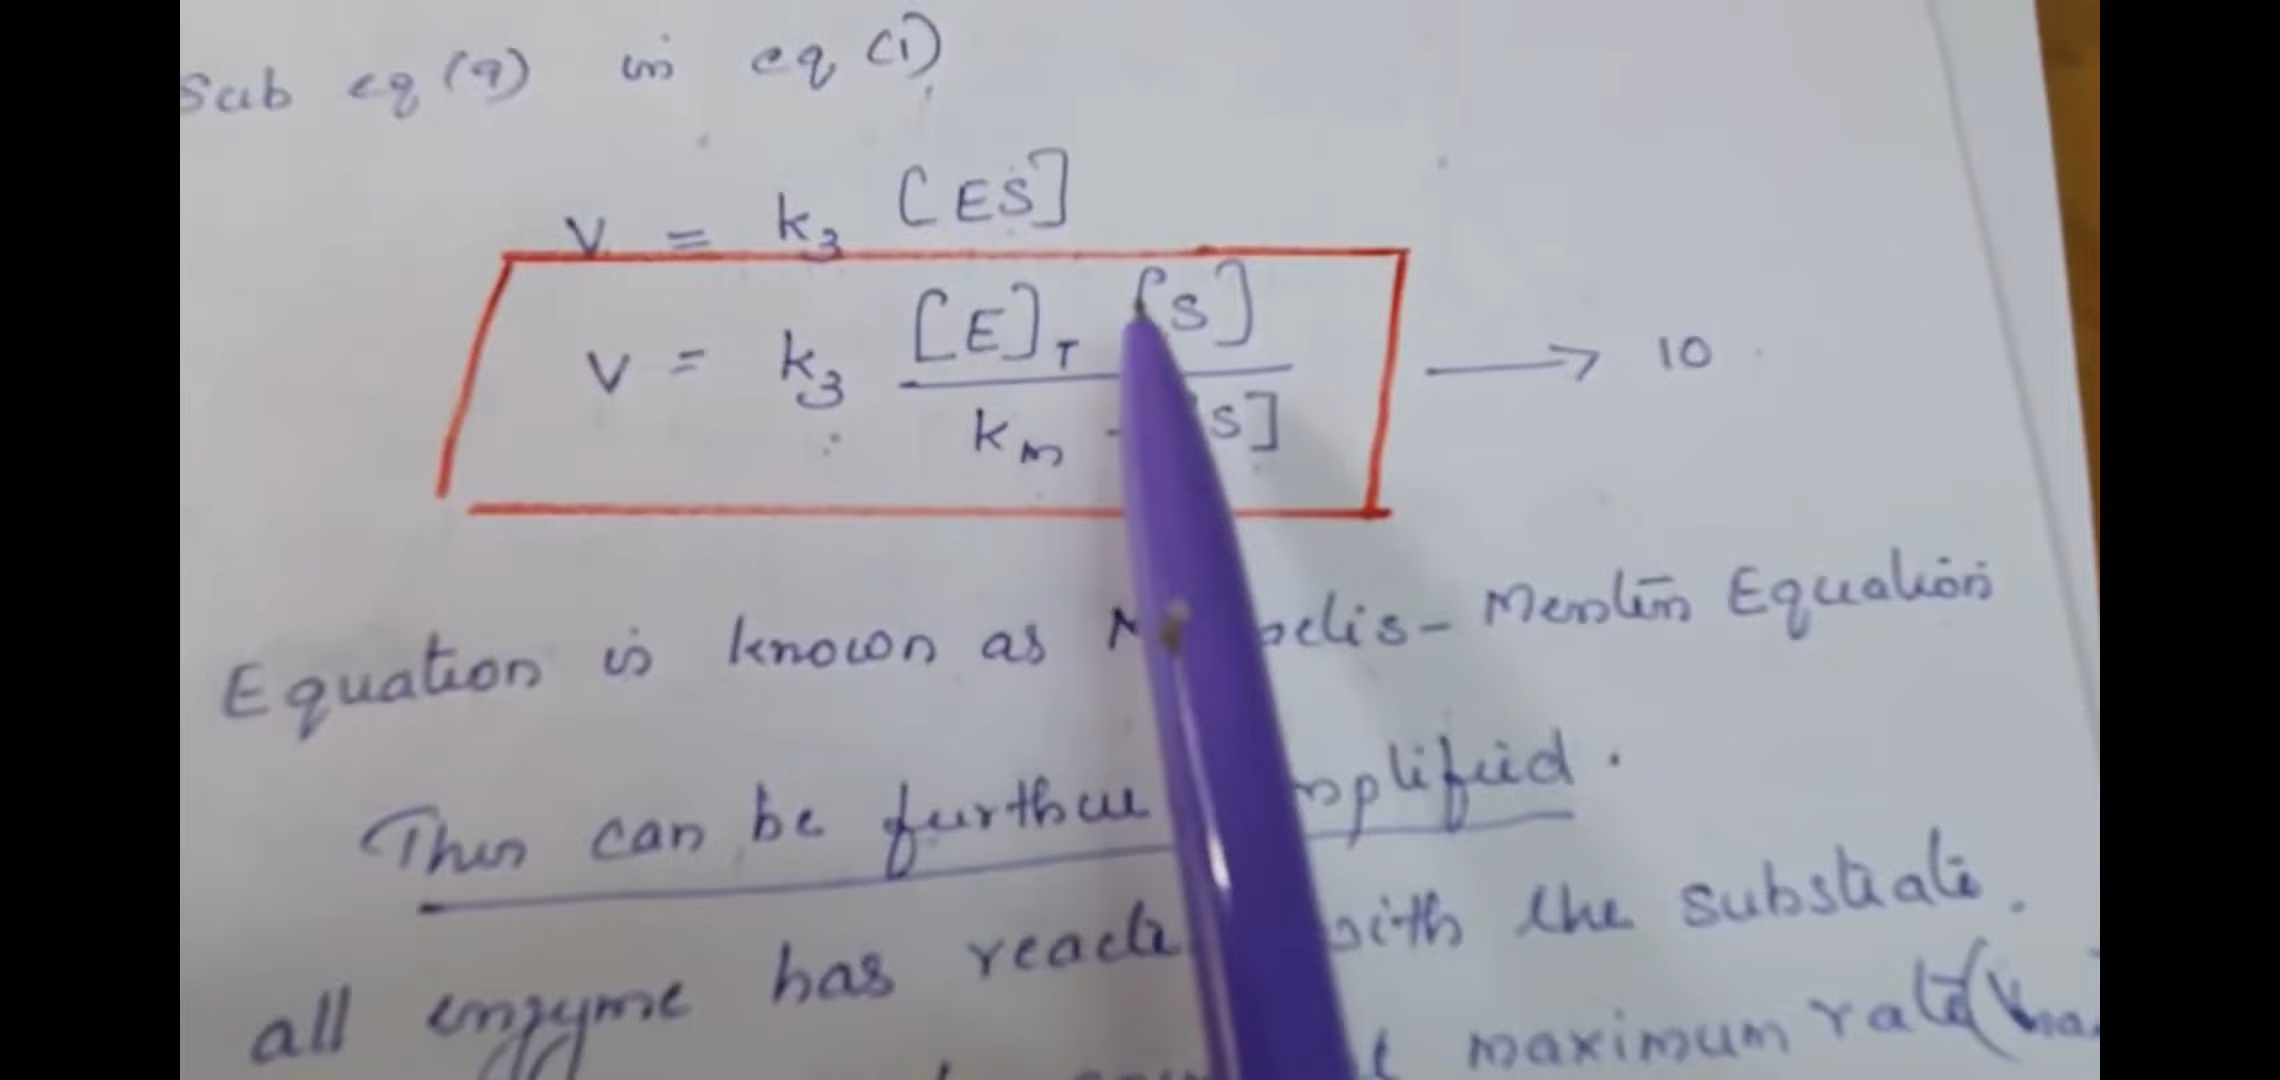 Sub eq (9) in eq (1)
V = k₃ [ES]
V = k₃ [E]T [S]
km S] → 10
Equation is known as Menten Equation
This can be further
all enzyme has with the substrate.
maximum rate